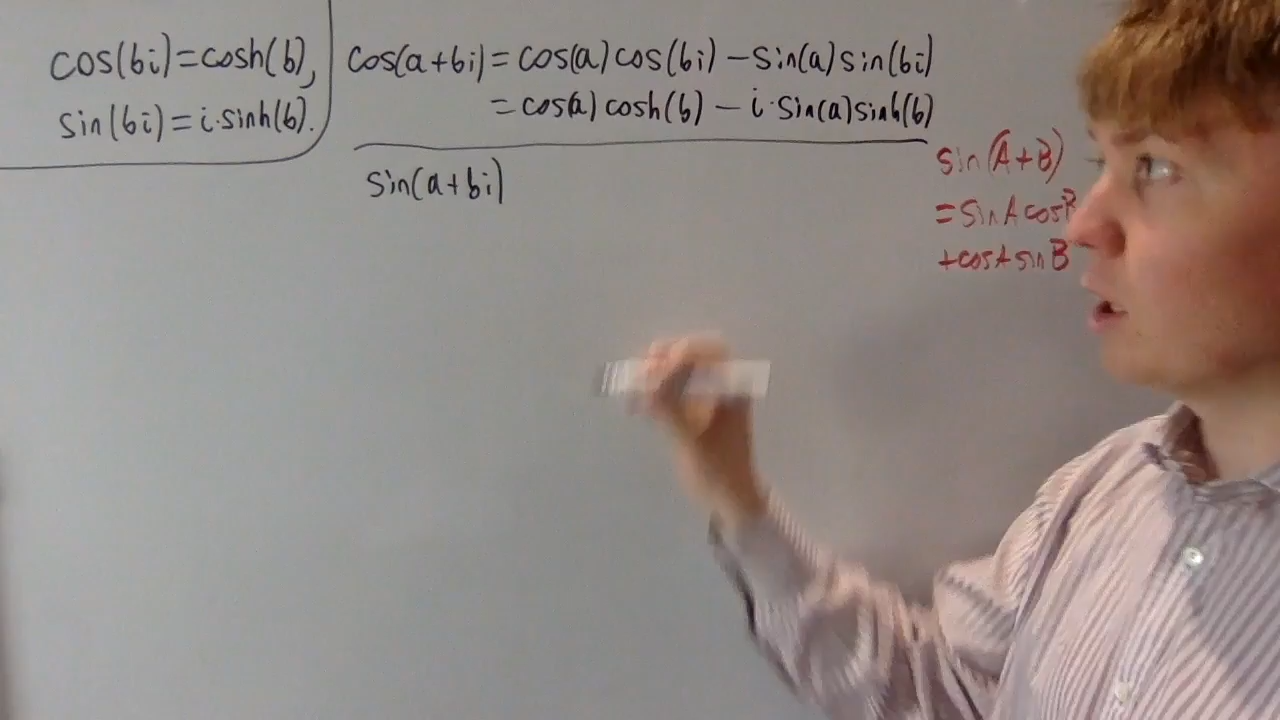 cos(bi)=cosh(b),
sin(bi)=i·sinh(b).
cos(a+bi)=cos(a)cos(bi)-sin(a)sin(bi)
=cos(a)cosh(b)-i·sin(a)sinh(b)
sin(a+bi)
sin(A+B)
=sinAcosB
+cosAsinB